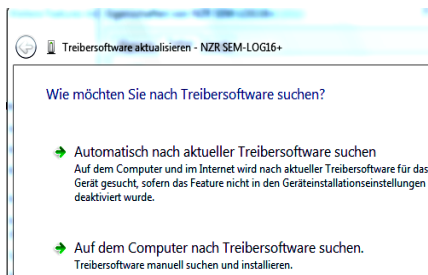 Treibersoftware aktualisieren - NZR SEM-LOG16+
Wie möchten Sie nach Treibersoftware suchen?
Automatisch nach aktueller Treibersoftware suchen
Auf dem Computer und im Internet wird nach aktueller Treibersoftware für das
Gerät gesucht, sofern das Feature nicht in den Geräteinstallationseinstellungen
deaktiviert wurde.
Auf dem Computer nach Treibersoftware suchen.
Treibersoftware manuell suchen und installieren.